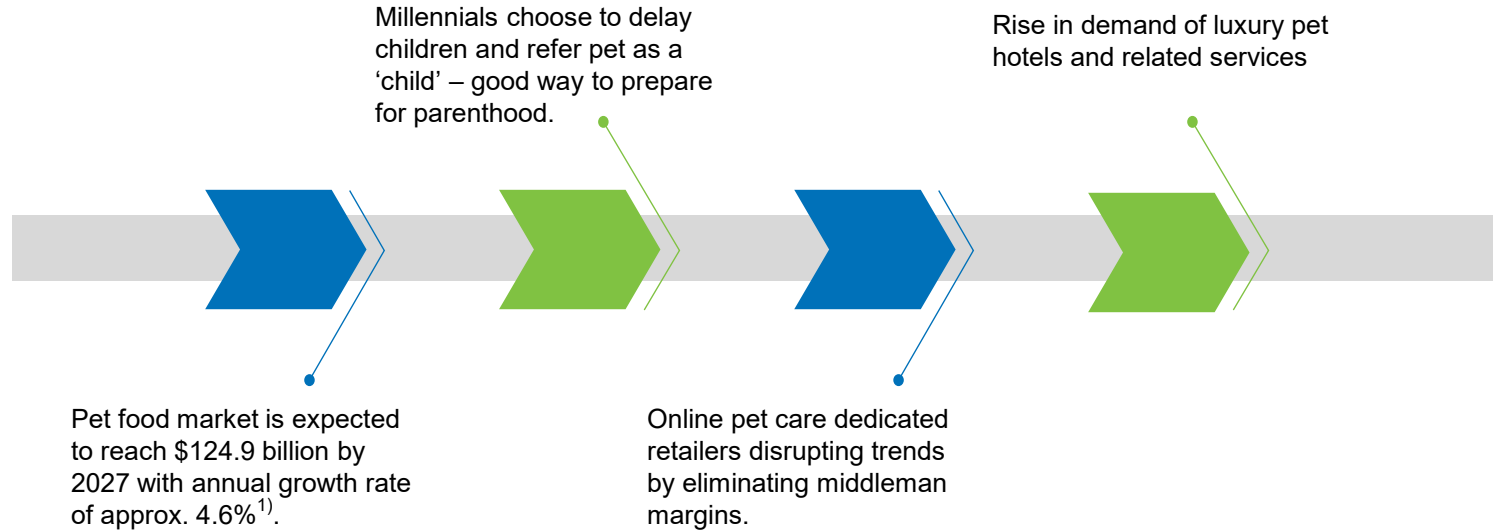 Millennials choose to delay
children and refer pet as a
‘child’ – good way to prepare
for parenthood.
Rise in demand of luxury pet
hotels and related services
Pet food market is expected
to reach $124.9 billion by
2027 with annual growth rate
of approx. 4.6%1).
Online pet care dedicated
retailers disrupting trends
by eliminating middleman
margins.